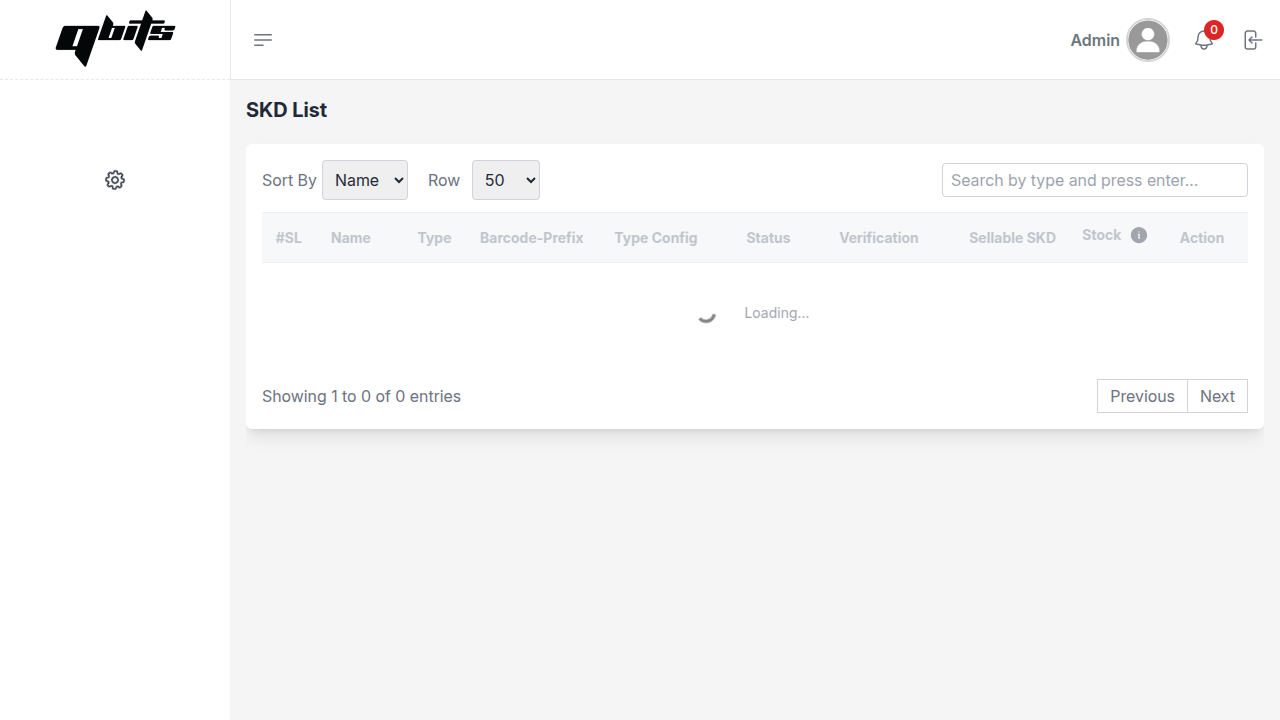 qbits
Admin
0
SKD List
Sort By Name Row 50 Search by type and press enter...
#SL Name Type Barcode-Prefix Type Config Status Verification Sellable SKD Stock i Action
Loading...
Showing 1 to 0 of 0 entries Previous Next